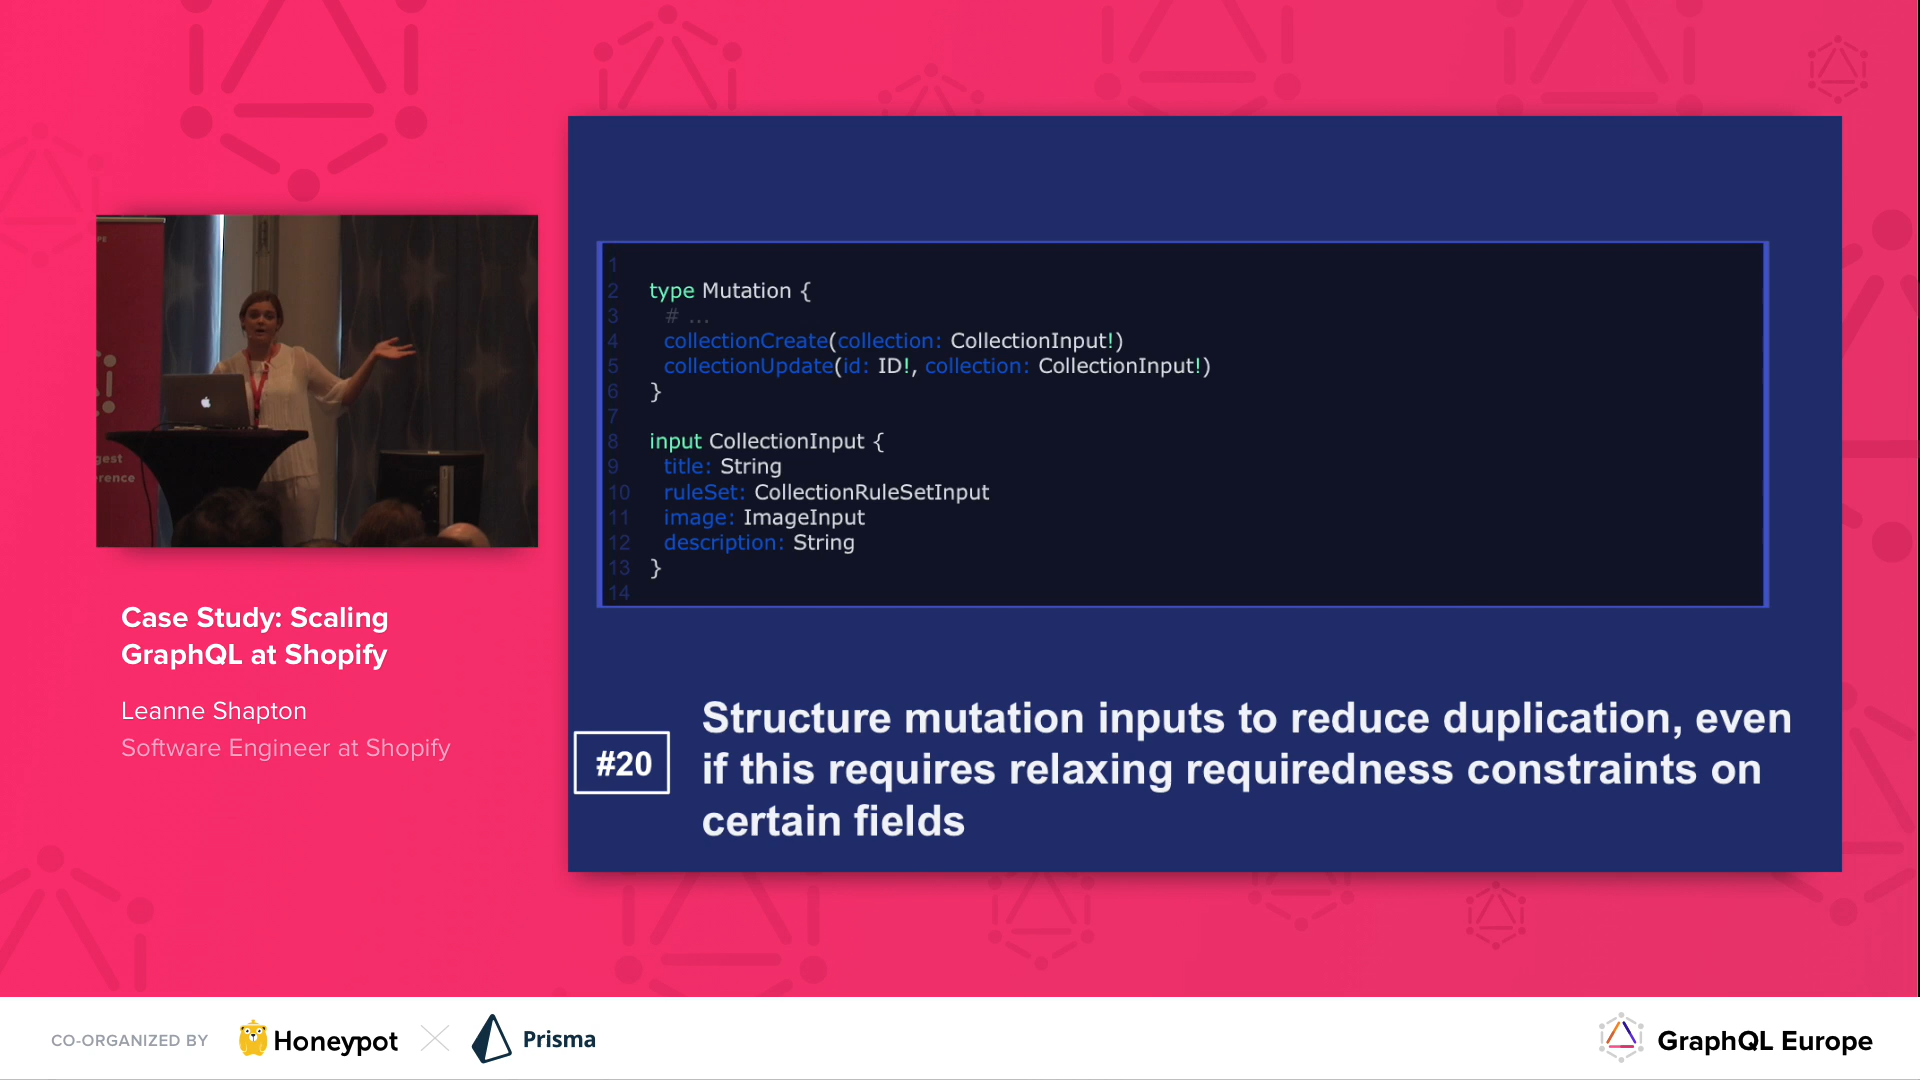 1
2 type Mutation {
3 # ...
4 collectionCreate(collection: CollectionInput!)
5 collectionUpdate(id: ID!, collection: CollectionInput!)
6 }
7
8 input CollectionInput {
9 title: String
10 ruleSet: CollectionRuleSetInput
11 image: ImageInput
12 description: String
13 }
14
#20
Structure mutation inputs to reduce duplication, even
if this requires relaxing requiredness constraints on
certain fields
Case Study: Scaling
GraphQL at Shopify
Leanne Shapton
Software Engineer at Shopify
CO-ORGANIZED BY
Honeypot
Prisma
GraphQL Europe